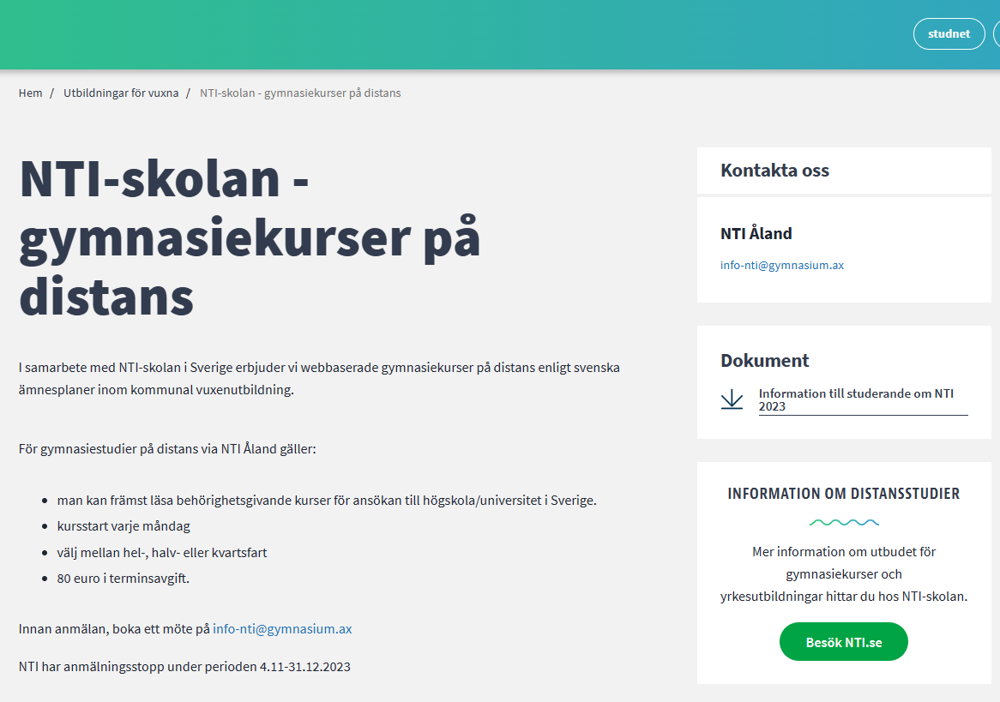 studnet
Hem / Utbildningar för vuxna / NTI-skolan - gymnasiekurser på distans
NTI-skolan -
gymnasiekurser på
distans
I samarbete med NTI-skolan i Sverige erbjuder vi webbaserade gymnasiekurser på distans enligt svenska
ämnesplaner inom kommunal vuxenutbildning.
För gymnasiestudier på distans via NTI Åland gäller:
• man kan främst läsa behörighetsgivande kurser för ansökan till högskola/universitet i Sverige.
• kursstart varje måndag
• välj mellan hel-, halv- eller kvartsfart
• 80 euro i terminsavgift.
Innan anmälan, boka ett möte på info-nti@gymnasium.ax
NTI har anmälningsstopp under perioden 4.11-31.12.2023
Kontakta oss
NTI Åland
info-nti@gymnasium.ax
Dokument
Information till studerande om NTI
2023
INFORMATION OM DISTANSSTUDIER
Mer information om utbudet för
gymnasiekurser och
yrkesutbildningar hittar du hos NTI-skolan.
Besök NTI.se